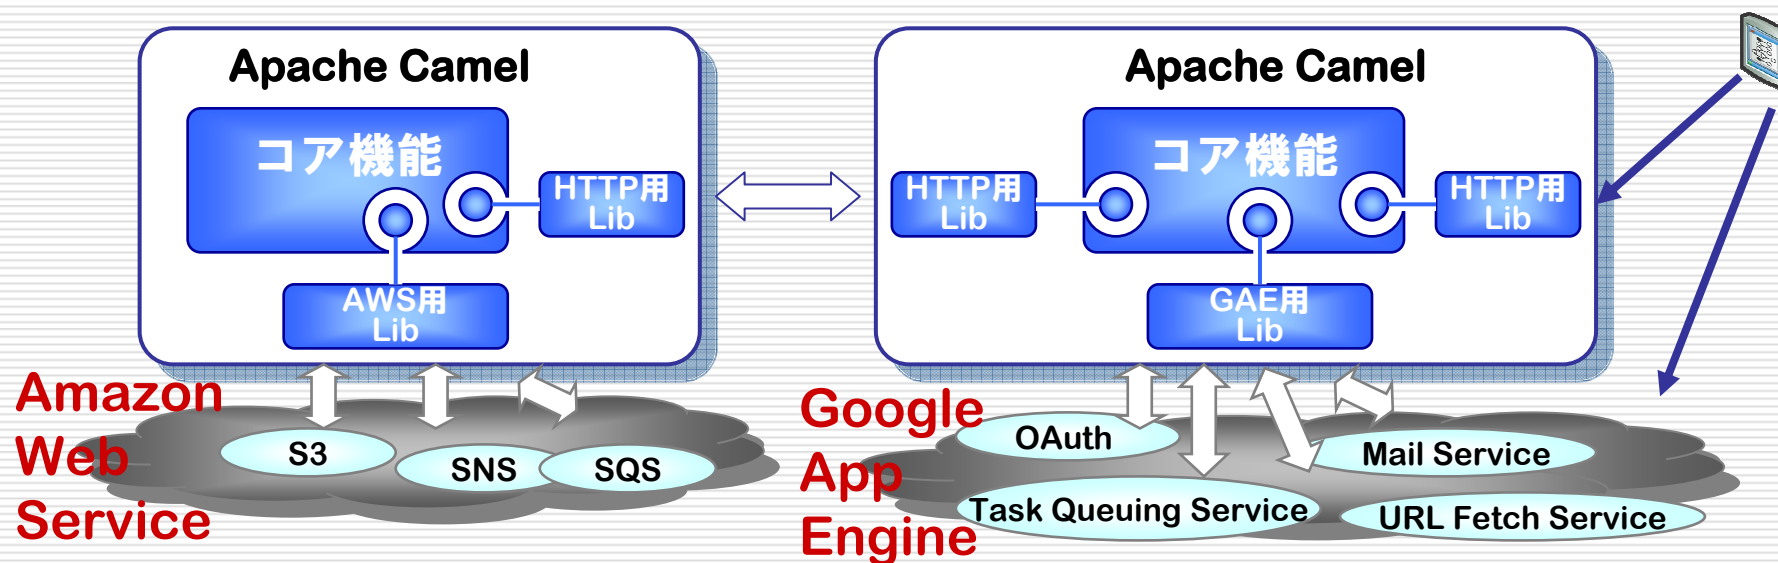 Apache Camel
コア機能
HTTP用
Lib
AWS用
Lib
Amazon
Web
Service
S3
SNS
SQS
Apache Camel
コア機能
HTTP用
Lib
HTTP用
Lib
GAE用
Lib
Google
App
Engine
OAuth
Mail Service
Task Queuing Service
URL Fetch Service